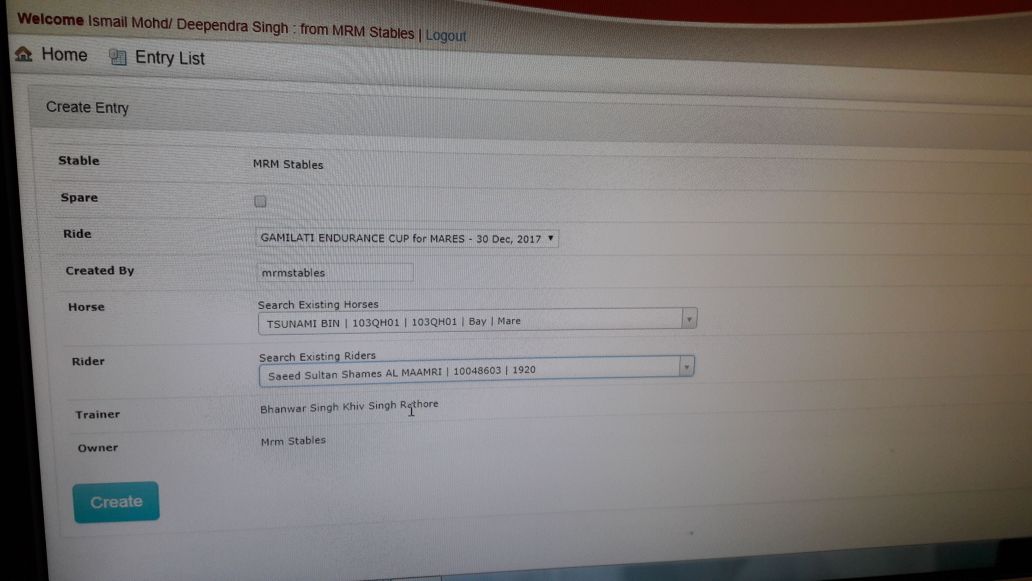 Welcome Ismail Mohd/ Deependra Singh : from MRM Stables | Logout
Home Entry List
Create Entry
Stable MRM Stables
Spare
Ride GAMILATI ENDURANCE CUP for MARES - 30 Dec, 2017
Created By mrmstables
Search Existing Horses
Horse TSUNAMI BIN | 103QH01 | 103QH01 | Bay | Mare
Search Existing Riders
Rider Saeed Sultan Shames AL MAAMRI | 10048603 | 1920
Trainer Bhanwar Singh Khiv Singh Rathore
Owner Mrm Stables
Create